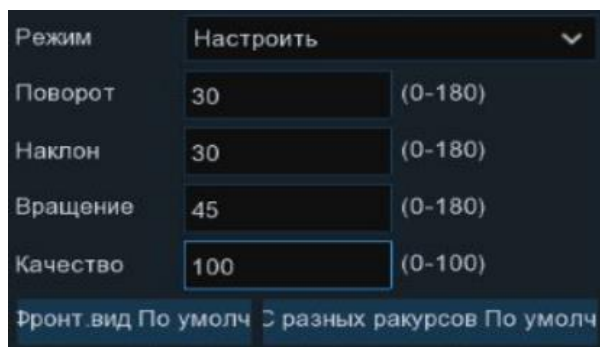 Режим Настроить
Поворот 30 (0-180)
Наклон 30 (0-180)
Вращение 45 (0-180)
Качество 100 (0-100)
Фронт.вид По умолч С разных ракурсов По умолч